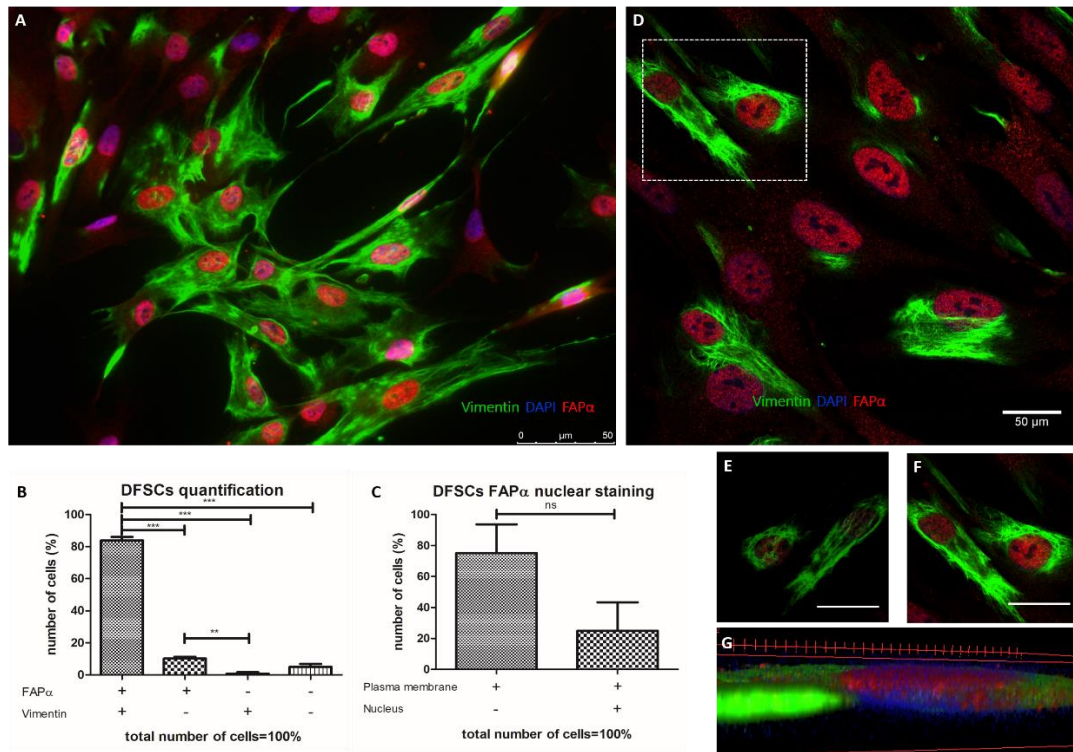 A
Vimentin DAPI FAPα
0 µm 50
D
Vimentin DAPI FAPα
50 µm
B
DFSCs quantification
***
***
***
**
number of cells (%)
100
80
60
40
20
0
FAPα + + - -
Vimentin + - + -
total number of cells=100%
C
DFSCs FAPα nuclear staining
ns
number of cells (%)
100
80
60
40
20
0
Plasma membrane + +
Nucleus - +
total number of cells=100%
E
F
G